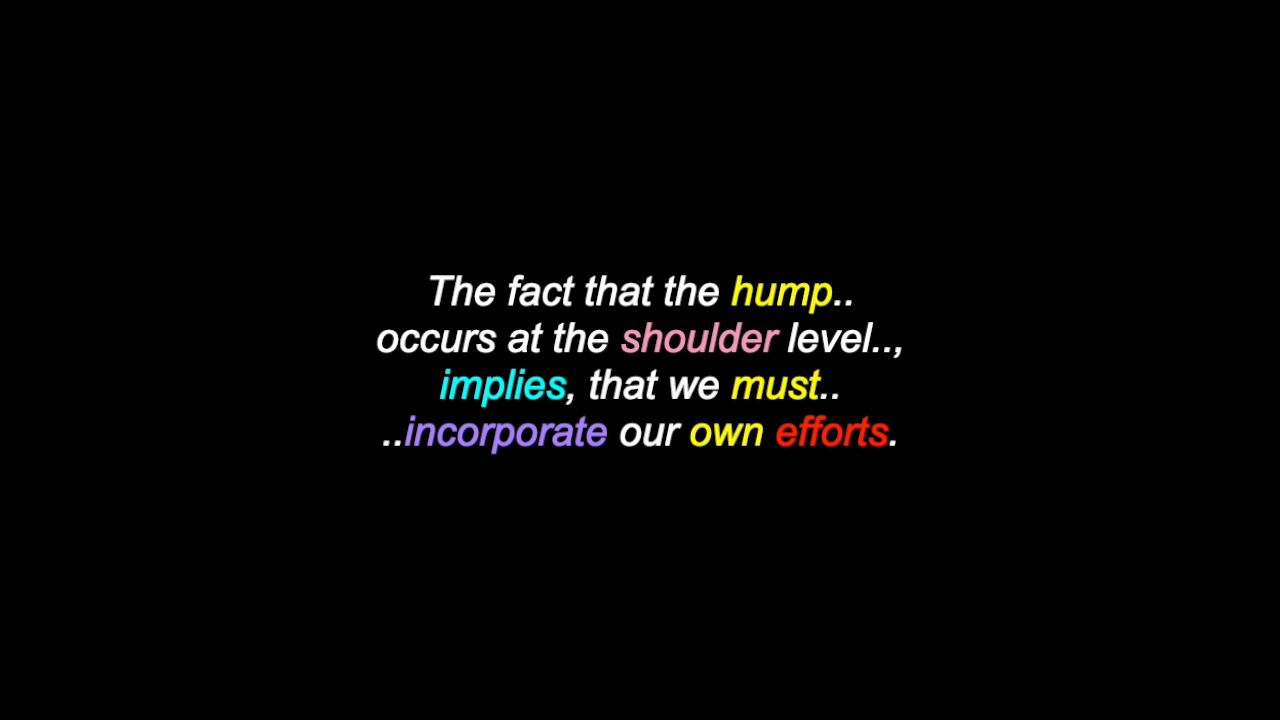 The fact that the hump..
occurs at the shoulder level..,
implies, that we must..
..incorporate our own efforts.